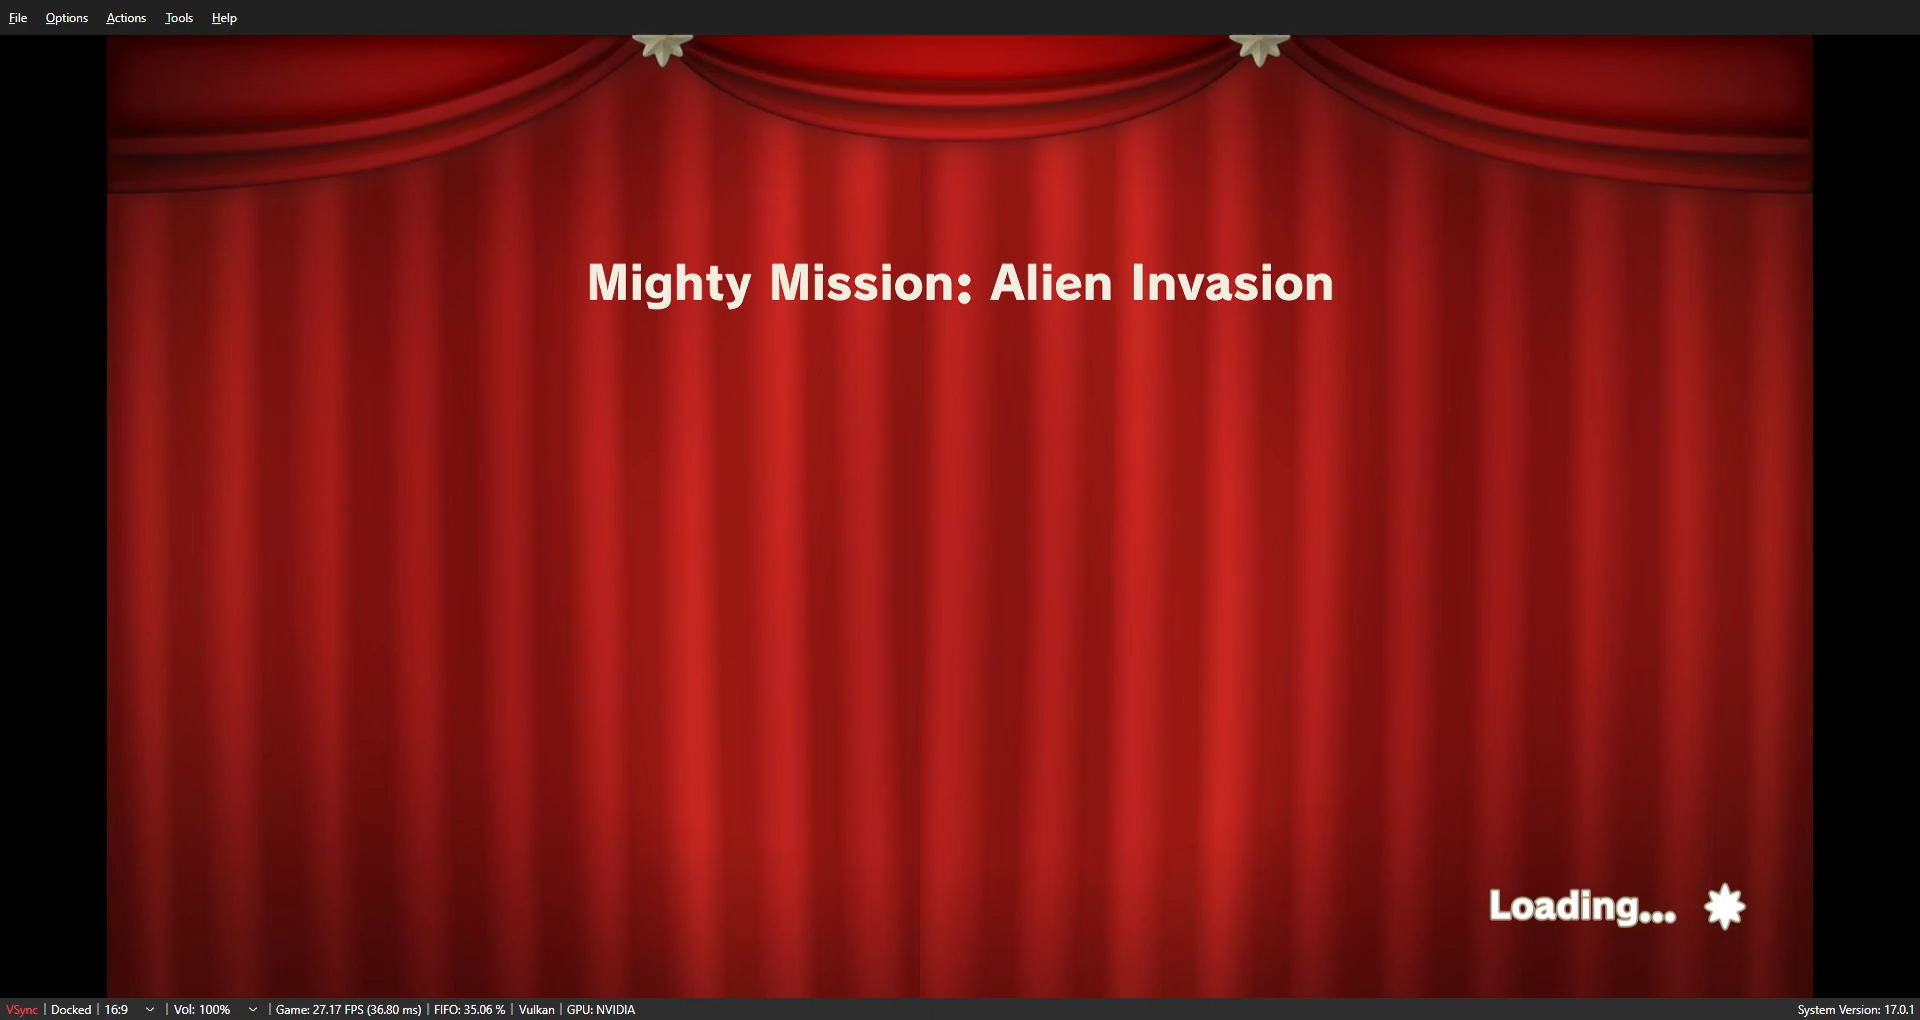 File Options Actions Tools Help
Mighty Mission: Alien Invasion
Loading...
VSync | Docked | 16:9 | Vol: 100% | Game: 27.17 FPS (36.80 ms) | FIFO: 35.06 % | Vulkan | GPU: NVIDIA System Version: 17.0.1